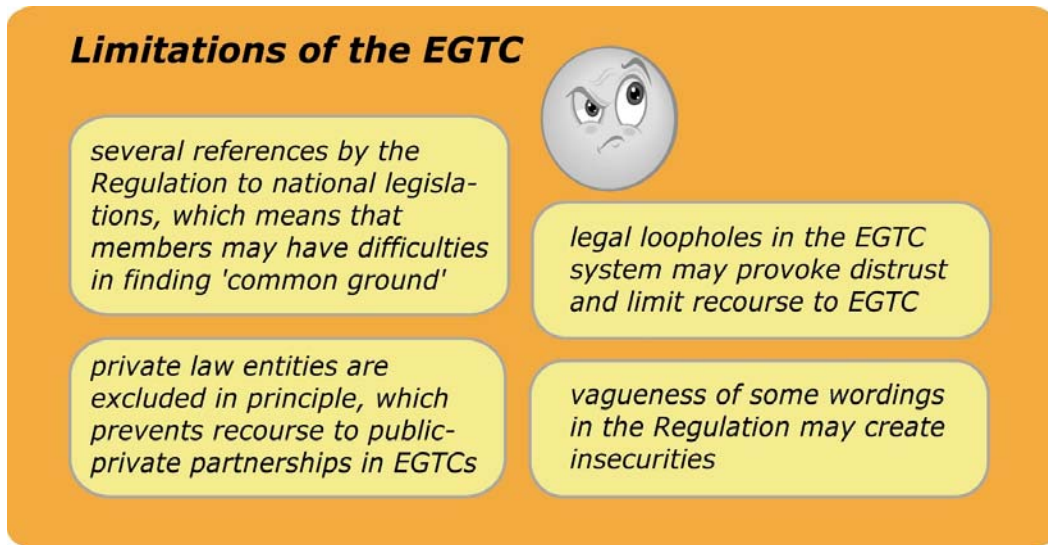 Limitations of the EGTC
several references by the
Regulation to national legisla-
tions, which means that
members may have difficulties
in finding 'common ground'
private law entities are
excluded in principle, which
prevents recourse to public-
private partnerships in EGTCs
legal loopholes in the EGTC
system may provoke distrust
and limit recourse to EGTC
vagueness of some wordings
in the Regulation may create
insecurities